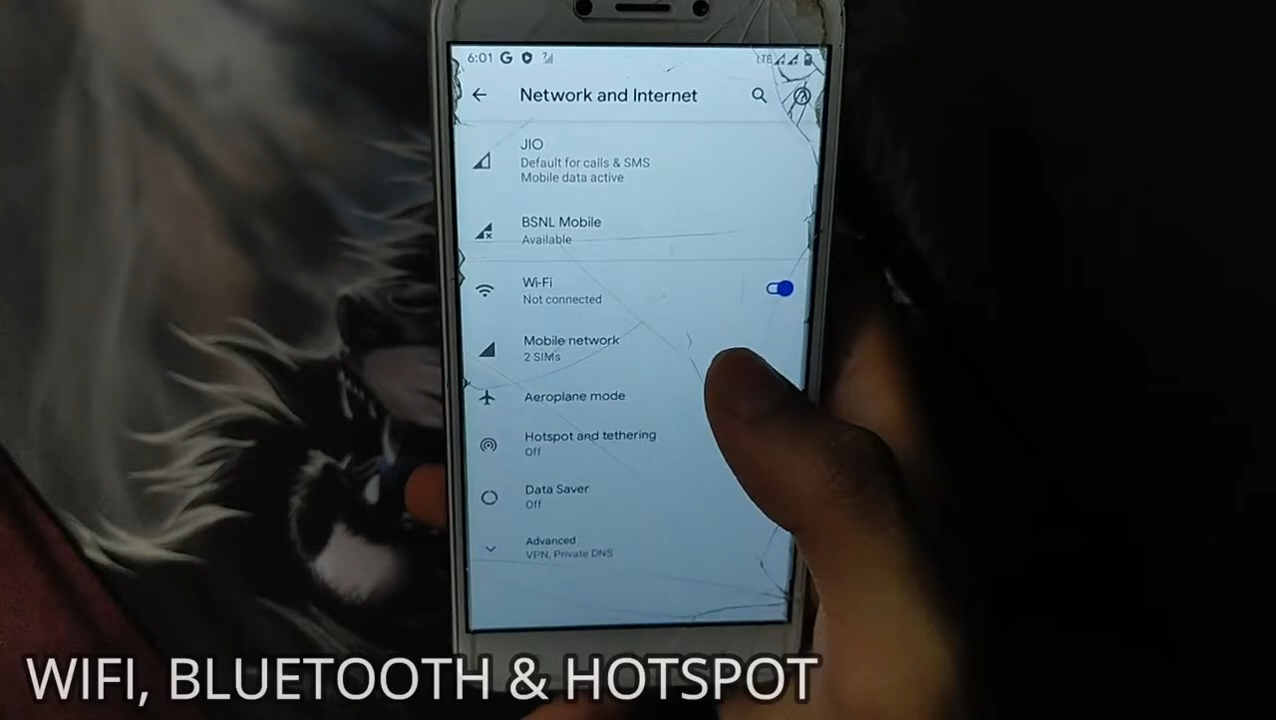 6:01 G
LTE
Network and Internet
JIO
Default for calls & SMS
Mobile data active
BSNL Mobile
Available
Wi-Fi
Not connected
Mobile network
2 SIMs
Aeroplane mode
Hotspot and tethering
Off
Data Saver
Off
Advanced
VPN, Private DNS
WIFI, BLUETOOTH & HOTSPOT